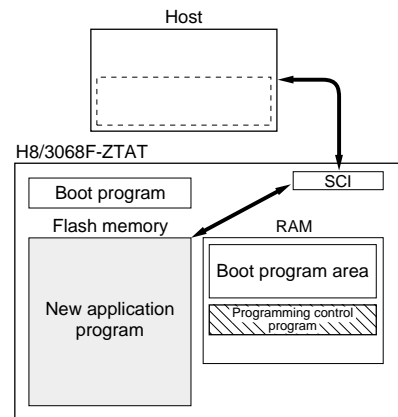 Host
H8/3068F-ZTAT
SCI
Boot program
Flash memory
RAM
New application
program
Boot program area
Programming control
program